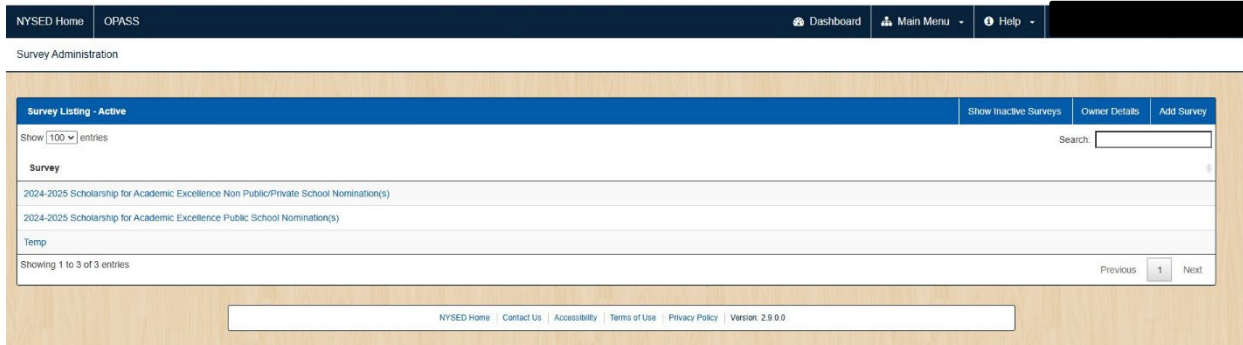 NYSED Home OPASS Dashboard Main Menu Help
Survey Administration
Survey Listing - Active Show Inactive Surveys Owner Details Add Survey
Show 100 entries Search:
Survey
2024-2025 Scholarship for Academic Excellence Non Public/Private School Nomination(s)
2024-2025 Scholarship for Academic Excellence Public School Nomination(s)
Temp
Showing 1 to 3 of 3 entries Previous 1 Next
NYSED Home | Contact Us | Accessibility | Terms of Use | Privacy Policy | Version: 2.9.0.0